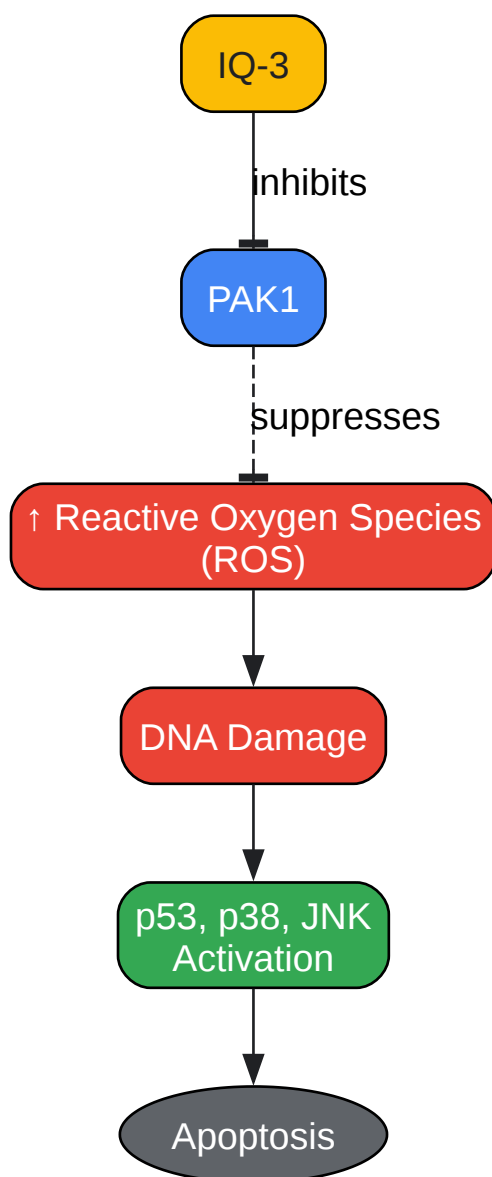 IQ-3
inhibits
PAK1
suppresses
↑ Reactive Oxygen Species
(ROS)
DNA Damage
p53, p38, JNK
Activation
Apoptosis